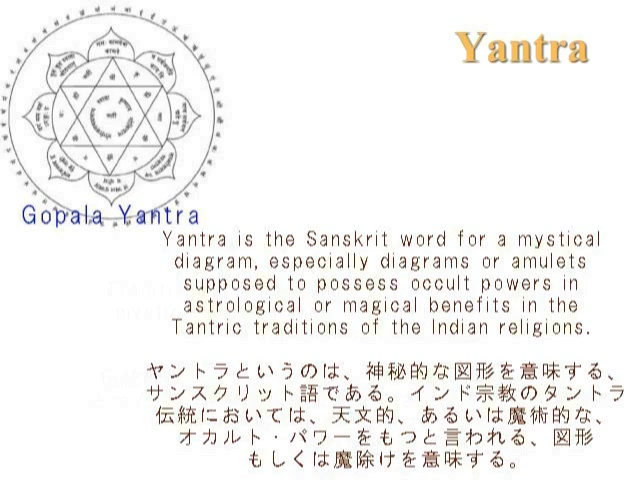 Yantra
Gopala Yantra
Yantra is the Sanskrit word for a mystical
diagram, especially diagrams or amulets
supposed to possess occult powers in
astrological or magical benefits in the
Tantric traditions of the Indian religions.
ヤントラというのは、神秘的な図形を意味する、
サンスクリット語である。インド宗教のタントラ
伝統においては、天文的、あるいは魔術的な、
オカルト・パワーをもつと言われる、図形
もしくは魔除けを意味する。